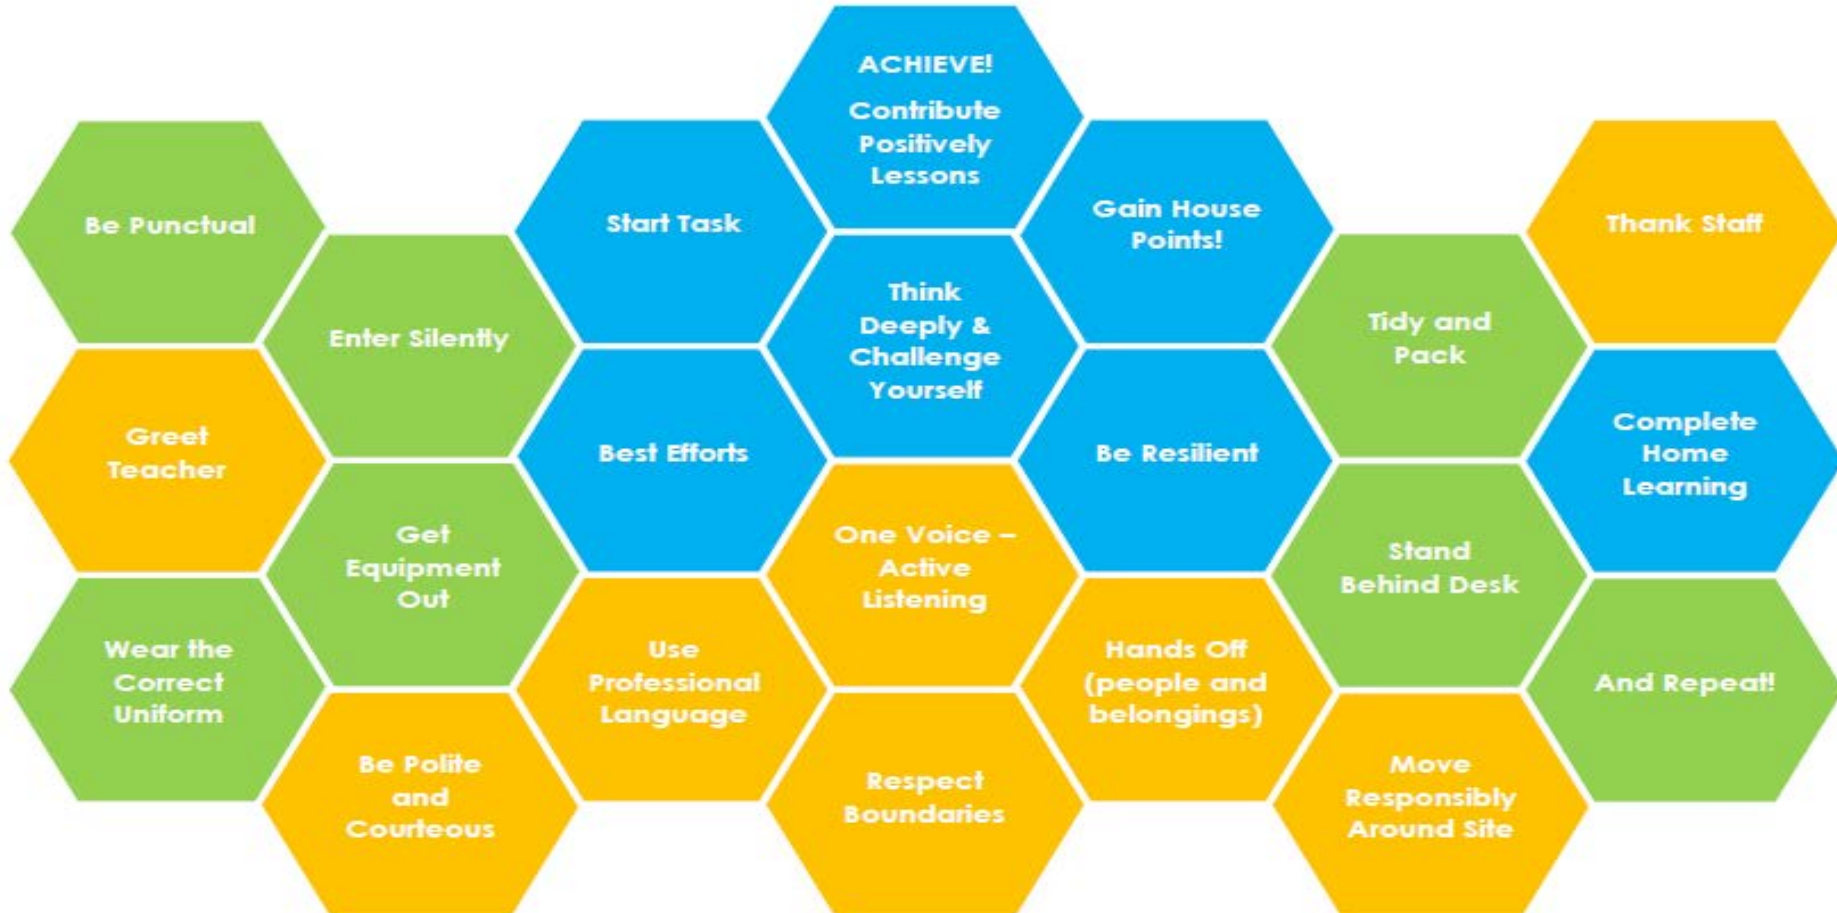 ACHIEVE!
Contribute
Positively
Lessons
Be Punctual
Start Task
Gain House
Points!
Thank Staff
Enter Silently
Think
Deeply &
Challenge
Yourself
Tidy and
Pack
Greet
Teacher
Best Efforts
Be Resilient
Complete
Home
Learning
Get
Equipment
Out
One Voice –
Active
Listening
Stand
Behind Desk
Wear the
Correct
Uniform
Use
Professional
Language
Hands Off
(people and
belongings)
And Repeat!
Be Polite
and
Courteous
Respect
Boundaries
Move
Responsibly
Around Site